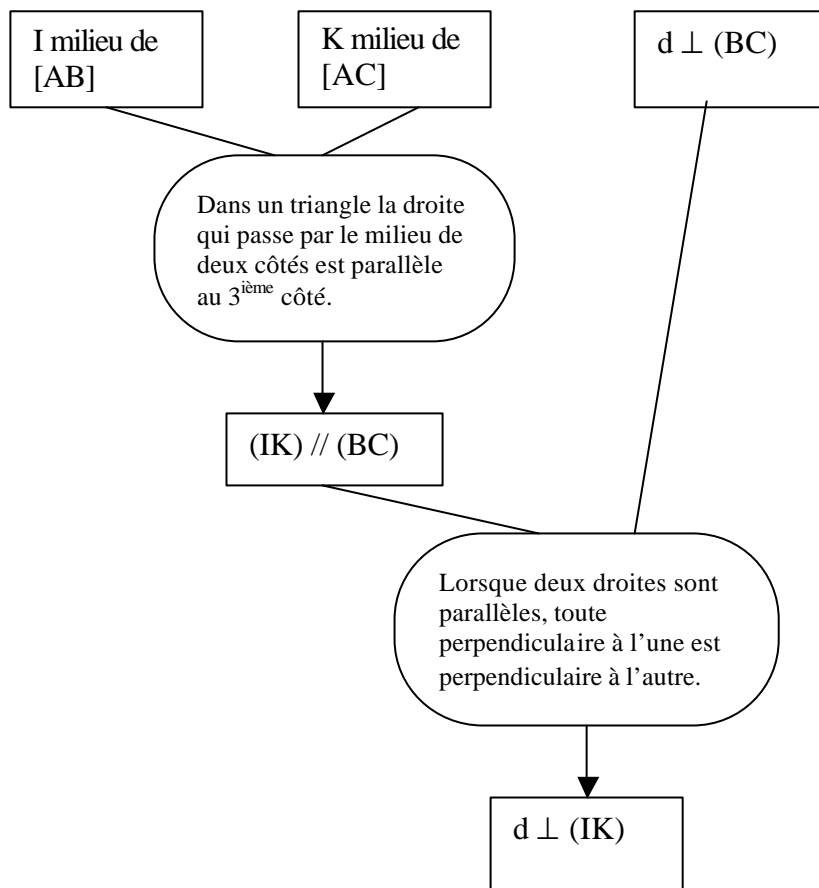 I milieu de
[AB]
K milieu de
[AC]
d ⊥ (BC)
Dans un triangle la droite
qui passe par le milieu de
deux côtés est parallèle
au 3ième côté.
(IK) // (BC)
Lorsque deux droites sont
parallèles, toute
perpendiculaire à l’une est
perpendiculaire à l’autre.
d ⊥ (IK)